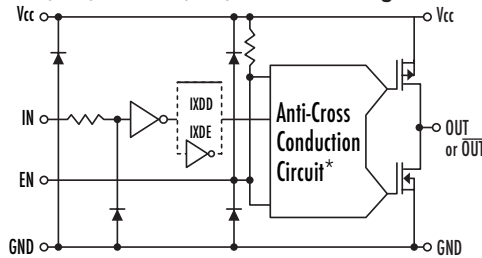 Vcc
Vcc
IXDD
IN
IXDE
Anti-Cross
Conduction
Circuit*
OUT
or OUT
EN
GND
GND